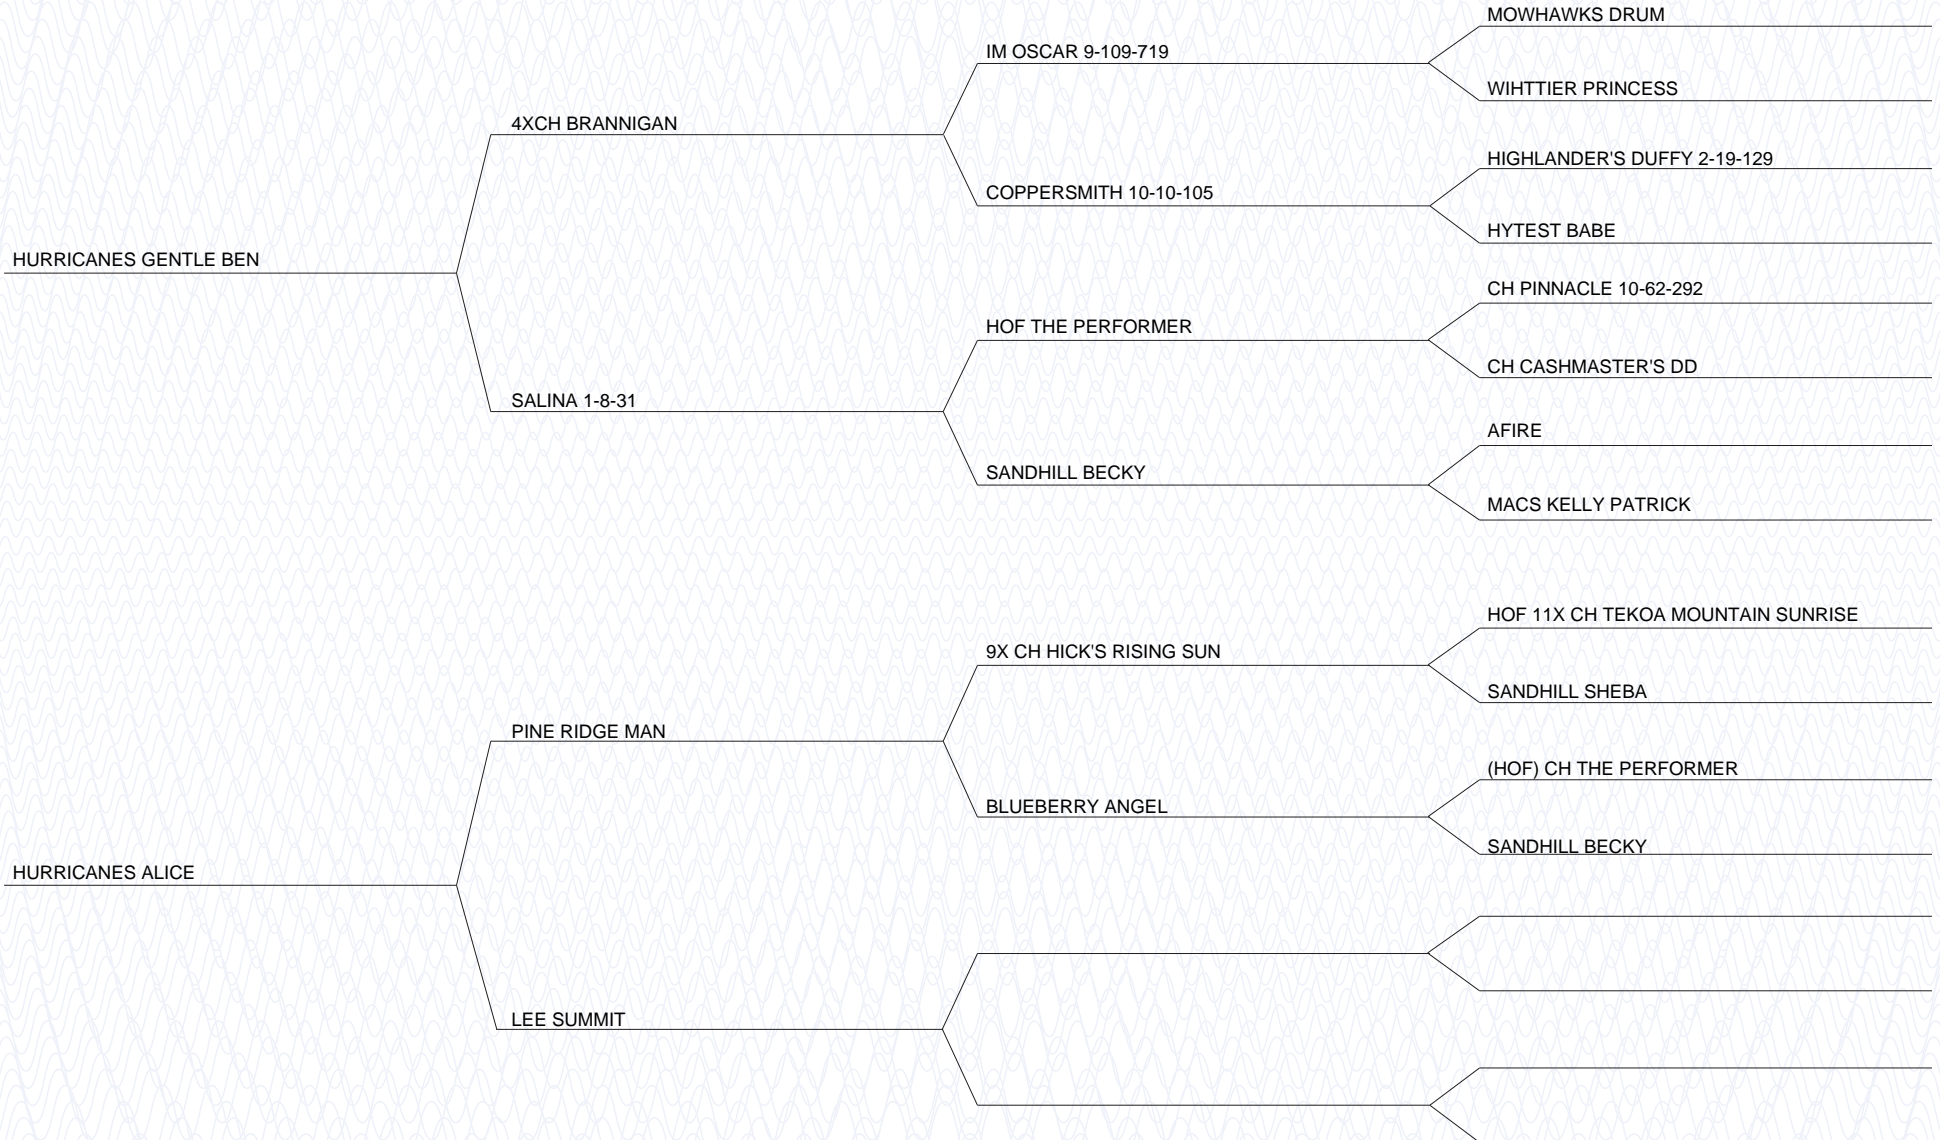 MOWHAWKS DRUM
IM OSCAR 9-109-719
WIHTTIER PRINCESS
4XCH BRANNIGAN
HIGHLANDER'S DUFFY 2-19-129
COPPERSMITH 10-10-105
HYTEST BABE
HURRICANES GENTLE BEN
CH PINNACLE 10-62-292
HOF THE PERFORMER
CH CASHMASTER'S DD
SALINA 1-8-31
AFIRE
SANDHILL BECKY
MACS KELLY PATRICK
HOF 11X CH TEKOA MOUNTAIN SUNRISE
9X CH HICK'S RISING SUN
SANDHILL SHEBA
PINE RIDGE MAN
(HOF) CH THE PERFORMER
BLUEBERRY ANGEL
SANDHILL BECKY
HURRICANES ALICE
LEE SUMMIT